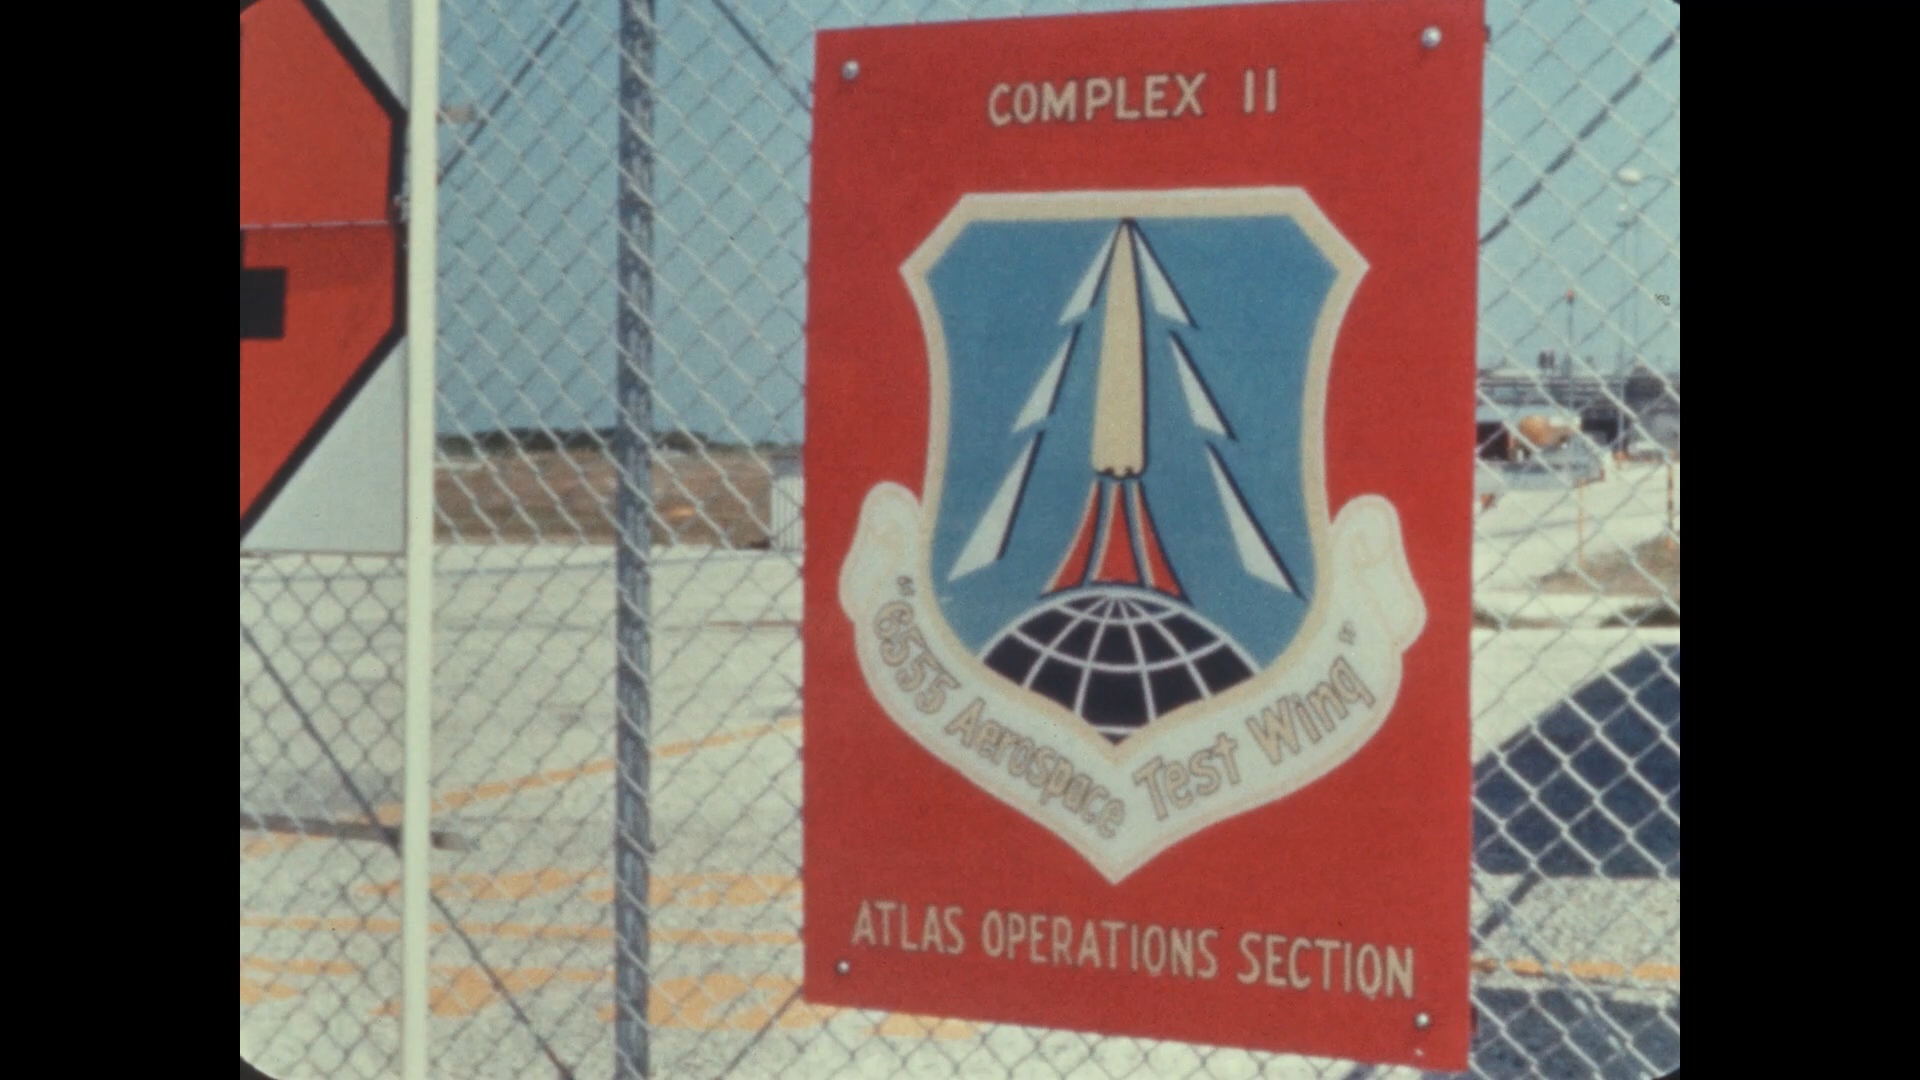 COMPLEX 11
"6555 Aerospace Test Wing"
ATLAS OPERATIONS SECTION